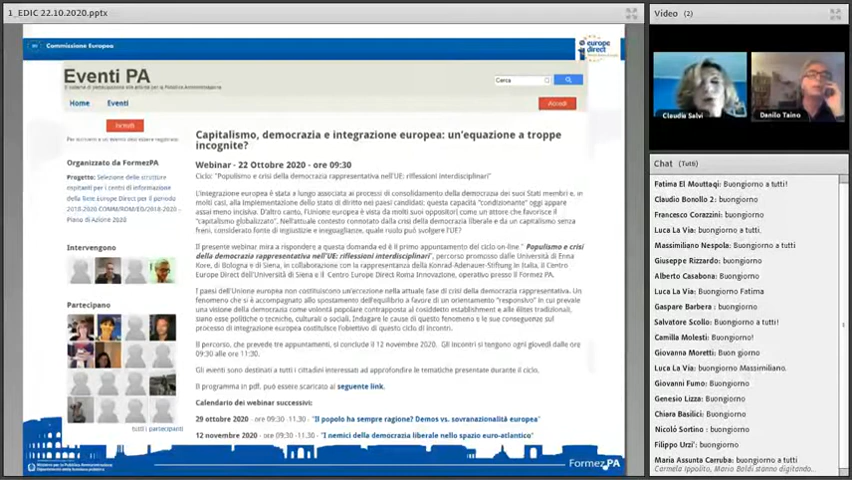 1_EDIC 22.10.2020.pptx
Commissione Europea
europe
direct
Eventi PA
Cerca
Home
Eventi
Accedi
Iscriviti
Organizzato da FormezPA
Progetto: Selezione delle strutture
ospitanti per i centri di informazione
della Rete Europe Direct per il periodo
2018-2020 COMM/ROM/ED/2018-2020 -
Piano di Azione 2020
Intervengono
Partecipano
tutti i partecipanti
Capitalismo, democrazia e integrazione europea: un'equazione a troppe
incognite?
Webinar - 22 Ottobre 2020 - ore 09:30
Ciclo: "Populismo e crisi della democrazia rappresentativa nell'UE: riflessioni interdisciplinari"
L'integrazione europea è stata a lungo associata ai processi di consolidamento della democrazia dei suoi Stati membri e, in
molti casi, alla implementazione dello stato di diritto nei paesi candidati; questa capacità "condizionante" oggi appare
assai meno incisiva. D'altro canto, l'Unione europea è vista da molti suoi oppositori come un attore che favorisce il
"capitalismo globalizzato". Nell'attuale contesto connotato dalla crisi della democrazia liberale e da un capitalismo senza
freni, considerato fonte di ingiustizie e ineguaglianze, quale ruolo può svolgere l'UE?
Il presente webinar mira a rispondere a questa domanda ed è il primo appuntamento del ciclo on-line " Populismo e crisi
della democrazia rappresentativa nell'UE: riflessioni interdisciplinari", percorso promosso dalle Università di Enna
Kore, di Bologna e di Siena, in collaborazione con la rappresentanza della Konrad Adenauer-Stiftung in Italia, il Centro
Europe Direct dell'Università di Siena e il Centro Europe Direct Roma Innovazione, operativo presso il Formez PA.
I paesi dell'Unione europea non costituiscono un'eccezione nella attuale fase di crisi della democrazia rappresentativa. Un
fenomeno che si è accompagnato allo spostamento dell'equilibrio a favore di un orientamento "responsivo" in cui prevale
una visione della democrazia come volontà popolare contrapposta al cosiddetto establishment e alle élites tradizionali,
siano esse politiche o tecniche, culturali o sociali. Indagare le cause di questo fenomeno e le sue conseguenze sul
processo di integrazione europea costituisce l'obiettivo di questo ciclo di incontri.
Il percorso, che prevede tre appuntamenti, si conclude il 12 novembre 2020. Gli incontri si tengono ogni giovedì dalle ore
09:30 alle ore 11:30.
Gli eventi sono destinati a tutti i cittadini interessati ad approfondire le tematiche presentate durante il ciclo.
Il programma in pdf. può essere scaricato al seguente link.
Calendario dei webinar successivi:
29 ottobre 2020 - ore 09:30 -11,30 - "Il popolo ha sempre ragione? Demos vs. sovranazionalità europea"
12 novembre 2020 - ore 09:30 -11:30 - "I nemici della democrazia liberale nello spazio euro-atlantico"
Ministro per la Pubblica Amministrazione
Dipartimento della funzione pubblica
FormezPA
Video (2)
Claudia Salvi
Danilo Taino
Chat (Tutti)
Fatima El Mouttaqi: Buongiorno a tutti!
Claudio Bonollo 2: buongiorno
Francesco Corazzini: buongiorno
Luca La Via: buongiorno a tutti.
Massimiliano Nespola: Buongiorno a tutti
Giuseppe Rizzardo: Buongiorno
Alberto Casabona: Buongiorno
Luca La Via: Buongiorno Fatima
Gaspare Barbera : buongiorno
Salvatore Scollo: Buongiorno a tutti!
Camilla Molesti: Buongiorno!
Giovanna Moretti: Buon giorno
Luca La Via: buongiorno Massimiliano.
Giovanni Fumo: Buongiorno
Genesio Lizza: Buongiorno
Chiara Basilici: Buongiorno
Nicolò Sortino : Buongiorno
Filippo Urzi': buongiorno
Maria Assunta Carruba: buongiorno a tutti
Carmela Ippolito, Mario Baldi stanno digitando...